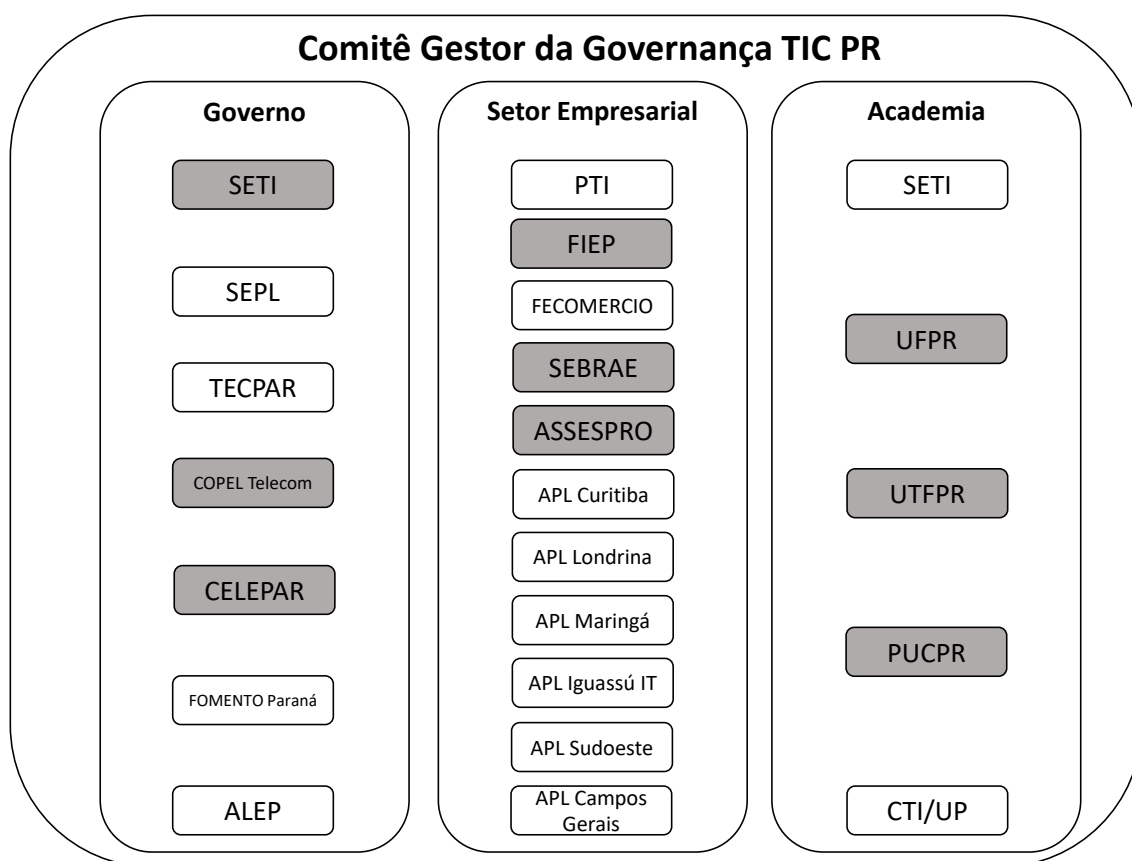 Comitê Gestor da Governança TIC PR
Governo
SETI
SEPL
TECPAR
COPEL Telecom
CELEPAR
FOMENTO Paraná
ALEP
Setor Empresarial
PTI
FIEP
FECOMERCIO
SEBRAE
ASSESPRO
APL Curitiba
APL Londrina
APL Maringá
APL Iguassú IT
APL Sudoeste
APL Campos
Gerais
Academia
SETI
UFPR
UTFPR
PUCPR
CTI/UP